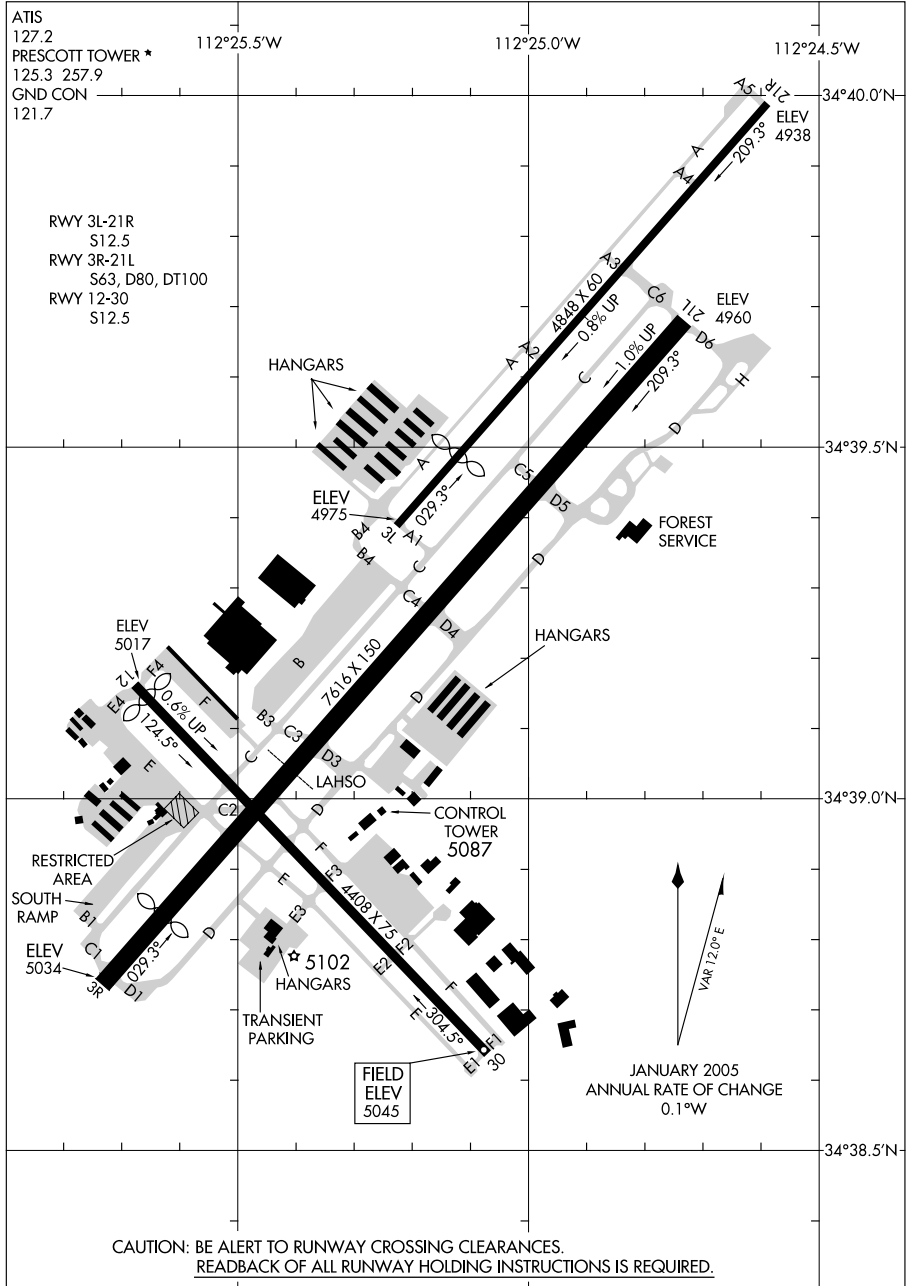 ATIS
127.2
PRESCOTT TOWER *
125.3 257.9
GND CON
121.7
112°25.5'W
112°25.0'W
112°24.5'W
34°40.0'N
RWY 3L-21R
S12.5
RWY 3R-21L
S63, D80, DT100
RWY 12-30
S12.5
A5
21R
ELEV
4938
209.3°
A
A4
A3
4848 X 60
0.8% UP
C6
21L
ELEV
4960
D6
1.0% UP
209.3°
A2
A
C
H
D
HANGARS
34°39.5'N
A
029.3°
ELEV
4975
3L
A1
B4
B4
C
C5
D5
D
FOREST
SERVICE
C4
D4
HANGARS
ELEV
5017
12
F4
E4
0.6% UP
124.5°
F
E
B
7616 X 150
D
B3
C3
C
D3
LAHSO
34°39.0'N
C2
D
CONTROL
TOWER
5087
RESTRICTED
AREA
SOUTH
RAMP
B1
C1
ELEV
5034
3R
D1
029.3°
D
F
F3
E
E3
4408 X 75
5102
HANGARS
TRANSIENT
PARKING
F2
E2
F
E
304.5°
E1
F1
30
FIELD
ELEV
5045
VAR 12.0° E
JANUARY 2005
ANNUAL RATE OF CHANGE
0.1°W
34°38.5'N
CAUTION: BE ALERT TO RUNWAY CROSSING CLEARANCES.
READBACK OF ALL RUNWAY HOLDING INSTRUCTIONS IS REQUIRED.